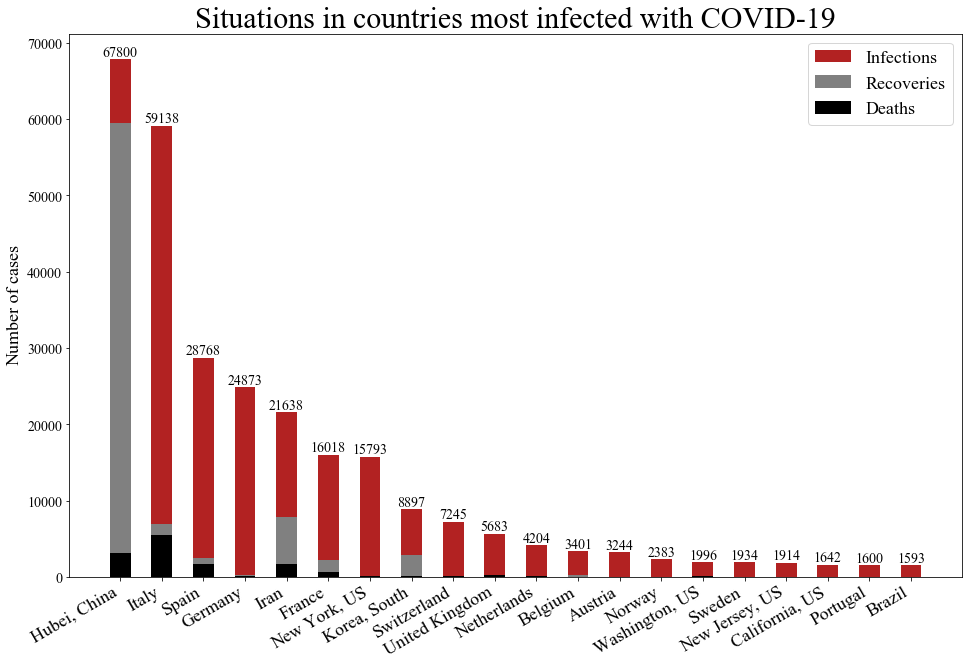 Situations in countries most infected with COVID-19
Number of cases
70000
60000
50000
40000
30000
20000
10000
0
Infections
Recoveries
Deaths
67800
59138
28768
24873
21638
16018
15793
8897
7245
5683
4204
3401
3244
2383
1996
1934
1914
1642
1600
1593
Hubei, China
Italy
Spain
Germany
Iran
France
New York, US
Korea, South
Switzerland
United Kingdom
Netherlands
Belgium
Austria
Norway
Washington, US
Sweden
New Jersey, US
California, US
Portugal
Brazil